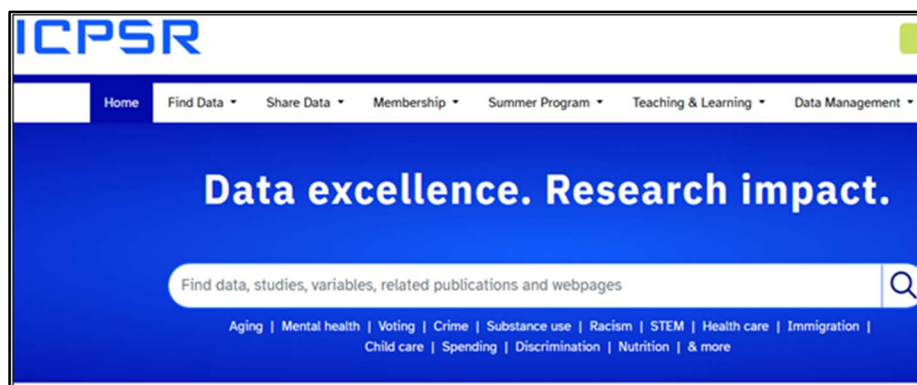 ICPSR
Home Find Data Share Data Membership Summer Program Teaching & Learning Data Management
Data excellence. Research impact.
Find data, studies, variables, related publications and webpages
Aging | Mental health | Voting | Crime | Substance use | Racism | STEM | Health care | Immigration |
Child care | Spending | Discrimination | Nutrition | & more